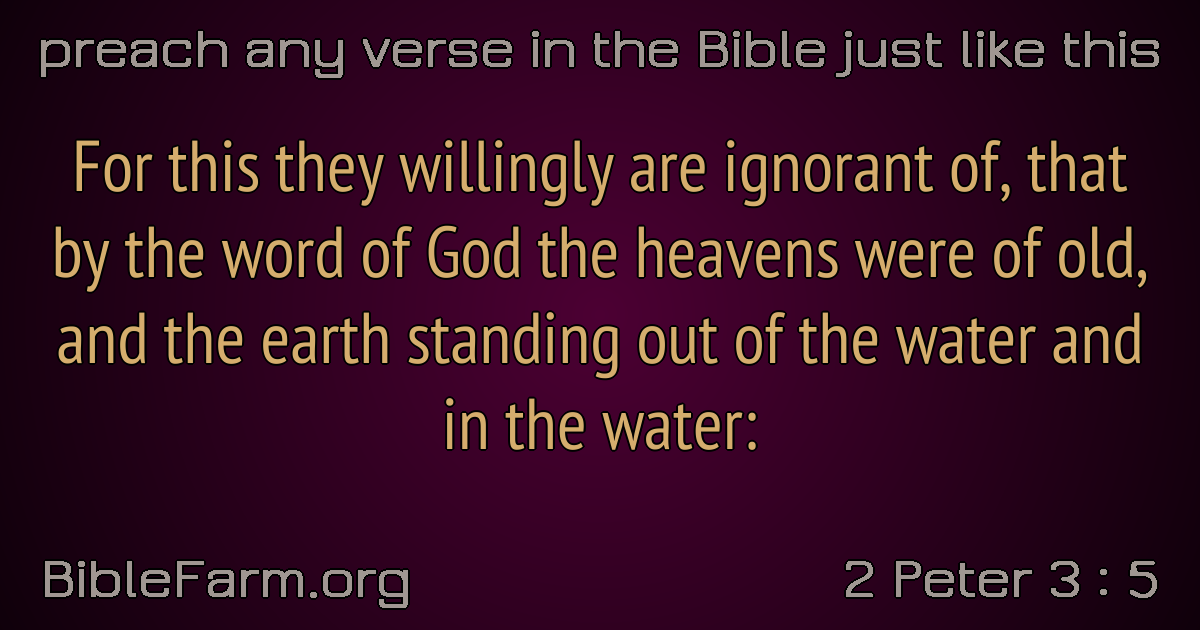 preach any verse in the Bible just like this
For this they willingly are ignorant of, that
by the word of God the heavens were of old,
and the earth standing out of the water and
in the water:
BibleFarm.org
2 Peter 3 : 5